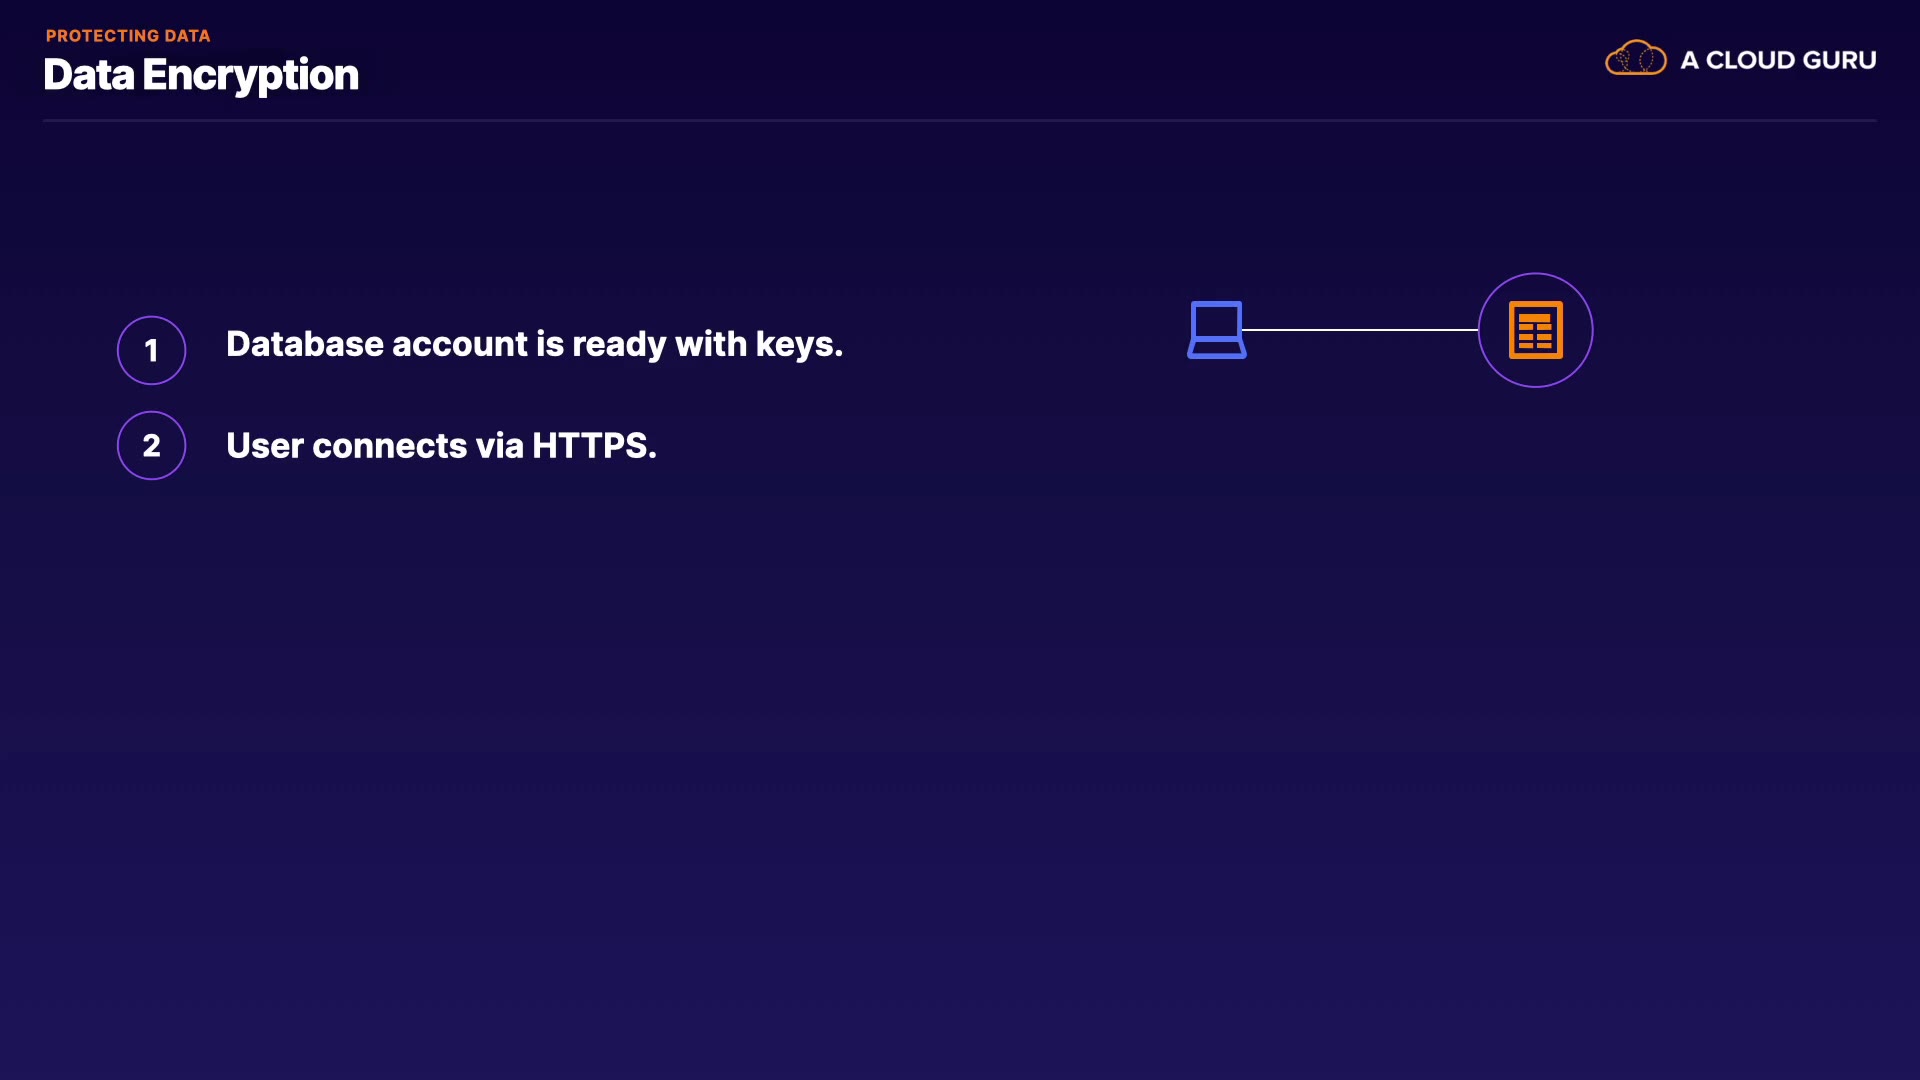 PROTECTING DATA
Data Encryption
A CLOUD GURU
1 Database account is ready with keys.
2 User connects via HTTPS.